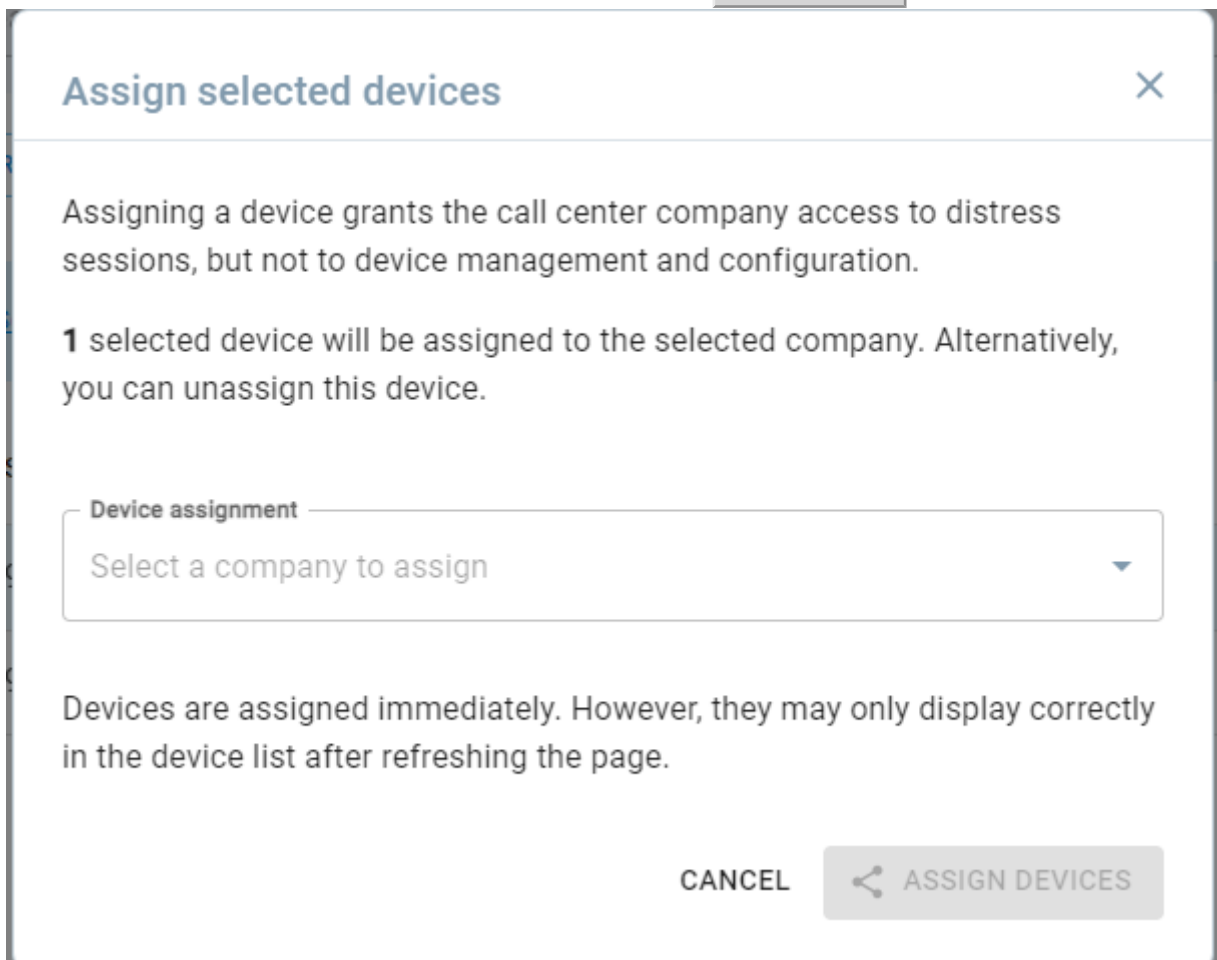 Assign selected devices
Assigning a device grants the call center company access to distress
sessions, but not to device management and configuration.
1 selected device will be assigned to the selected company. Alternatively,
you can unassign this device.
Device assignment
Select a company to assign
Devices are assigned immediately. However, they may only display correctly
in the device list after refreshing the page.
CANCEL ASSIGN DEVICES